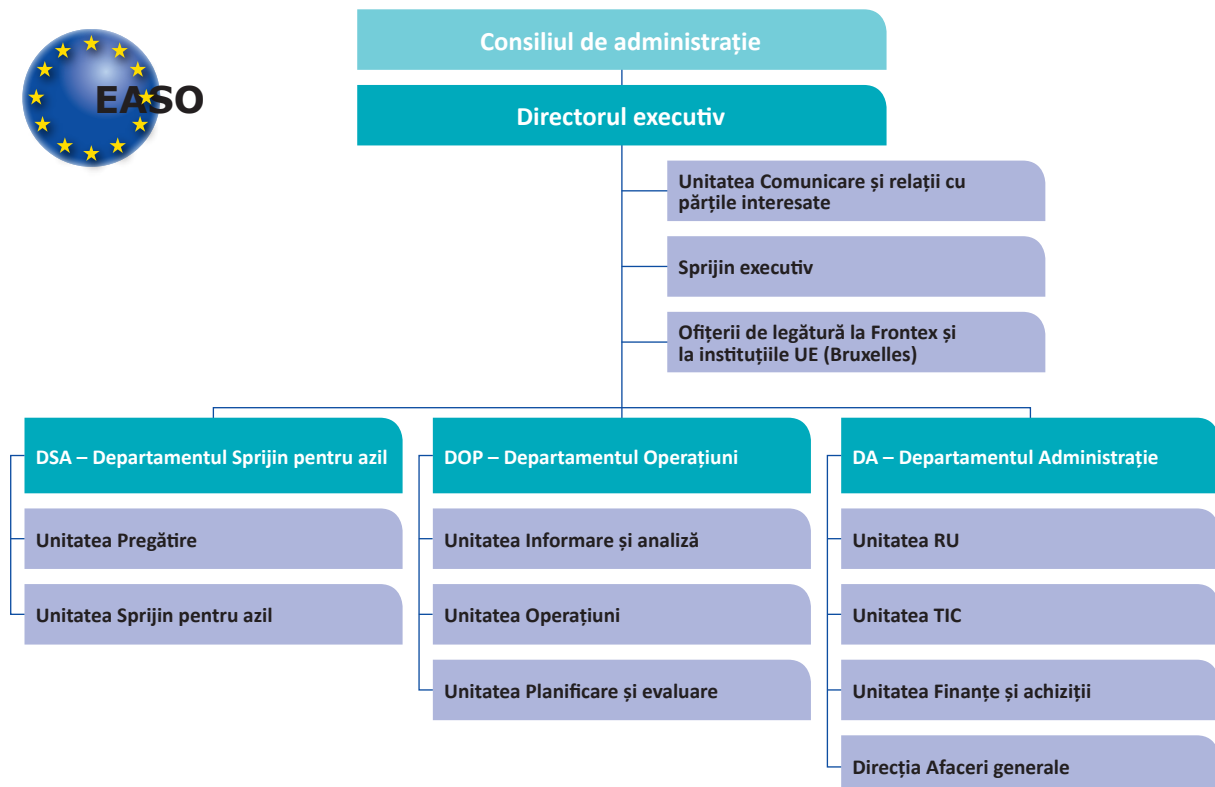 EASO
Consiliul de administrație
Directorul executiv
Unitatea Comunicare și relații cu
părțile interesate
Sprijin executiv
Ofițerii de legătură la Frontex și
la instituțiile UE (Bruxelles)
DSA – Departamentul Sprijin pentru azil
Unitatea Pregătire
Unitatea Sprijin pentru azil
DOP – Departamentul Operațiuni
Unitatea Informare și analiză
Unitatea Operațiuni
Unitatea Planificare și evaluare
DA – Departamentul Administrație
Unitatea RU
Unitatea TIC
Unitatea Finanțe și achiziții
Direcția Afaceri generale